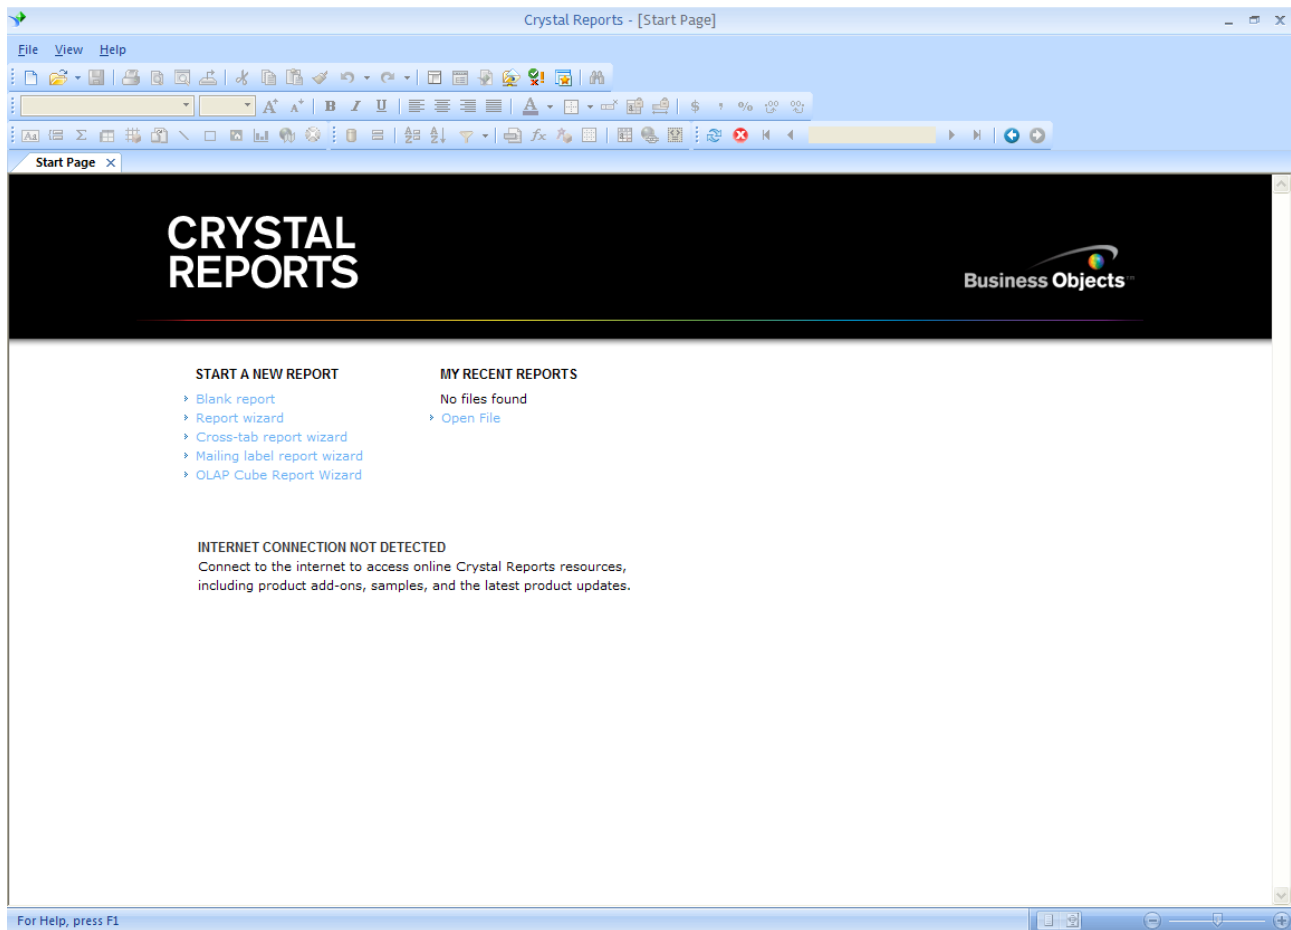 Crystal Reports - [Start Page]
File View Help
B I U A $ , %
Aa Σ fx
Start Page
CRYSTAL
REPORTS
Business Objects™
START A NEW REPORT
Blank report
Report wizard
Cross-tab report wizard
Mailing label report wizard
OLAP Cube Report Wizard
MY RECENT REPORTS
No files found
Open File
INTERNET CONNECTION NOT DETECTED
Connect to the internet to access online Crystal Reports resources,
including product add-ons, samples, and the latest product updates.
For Help, press F1